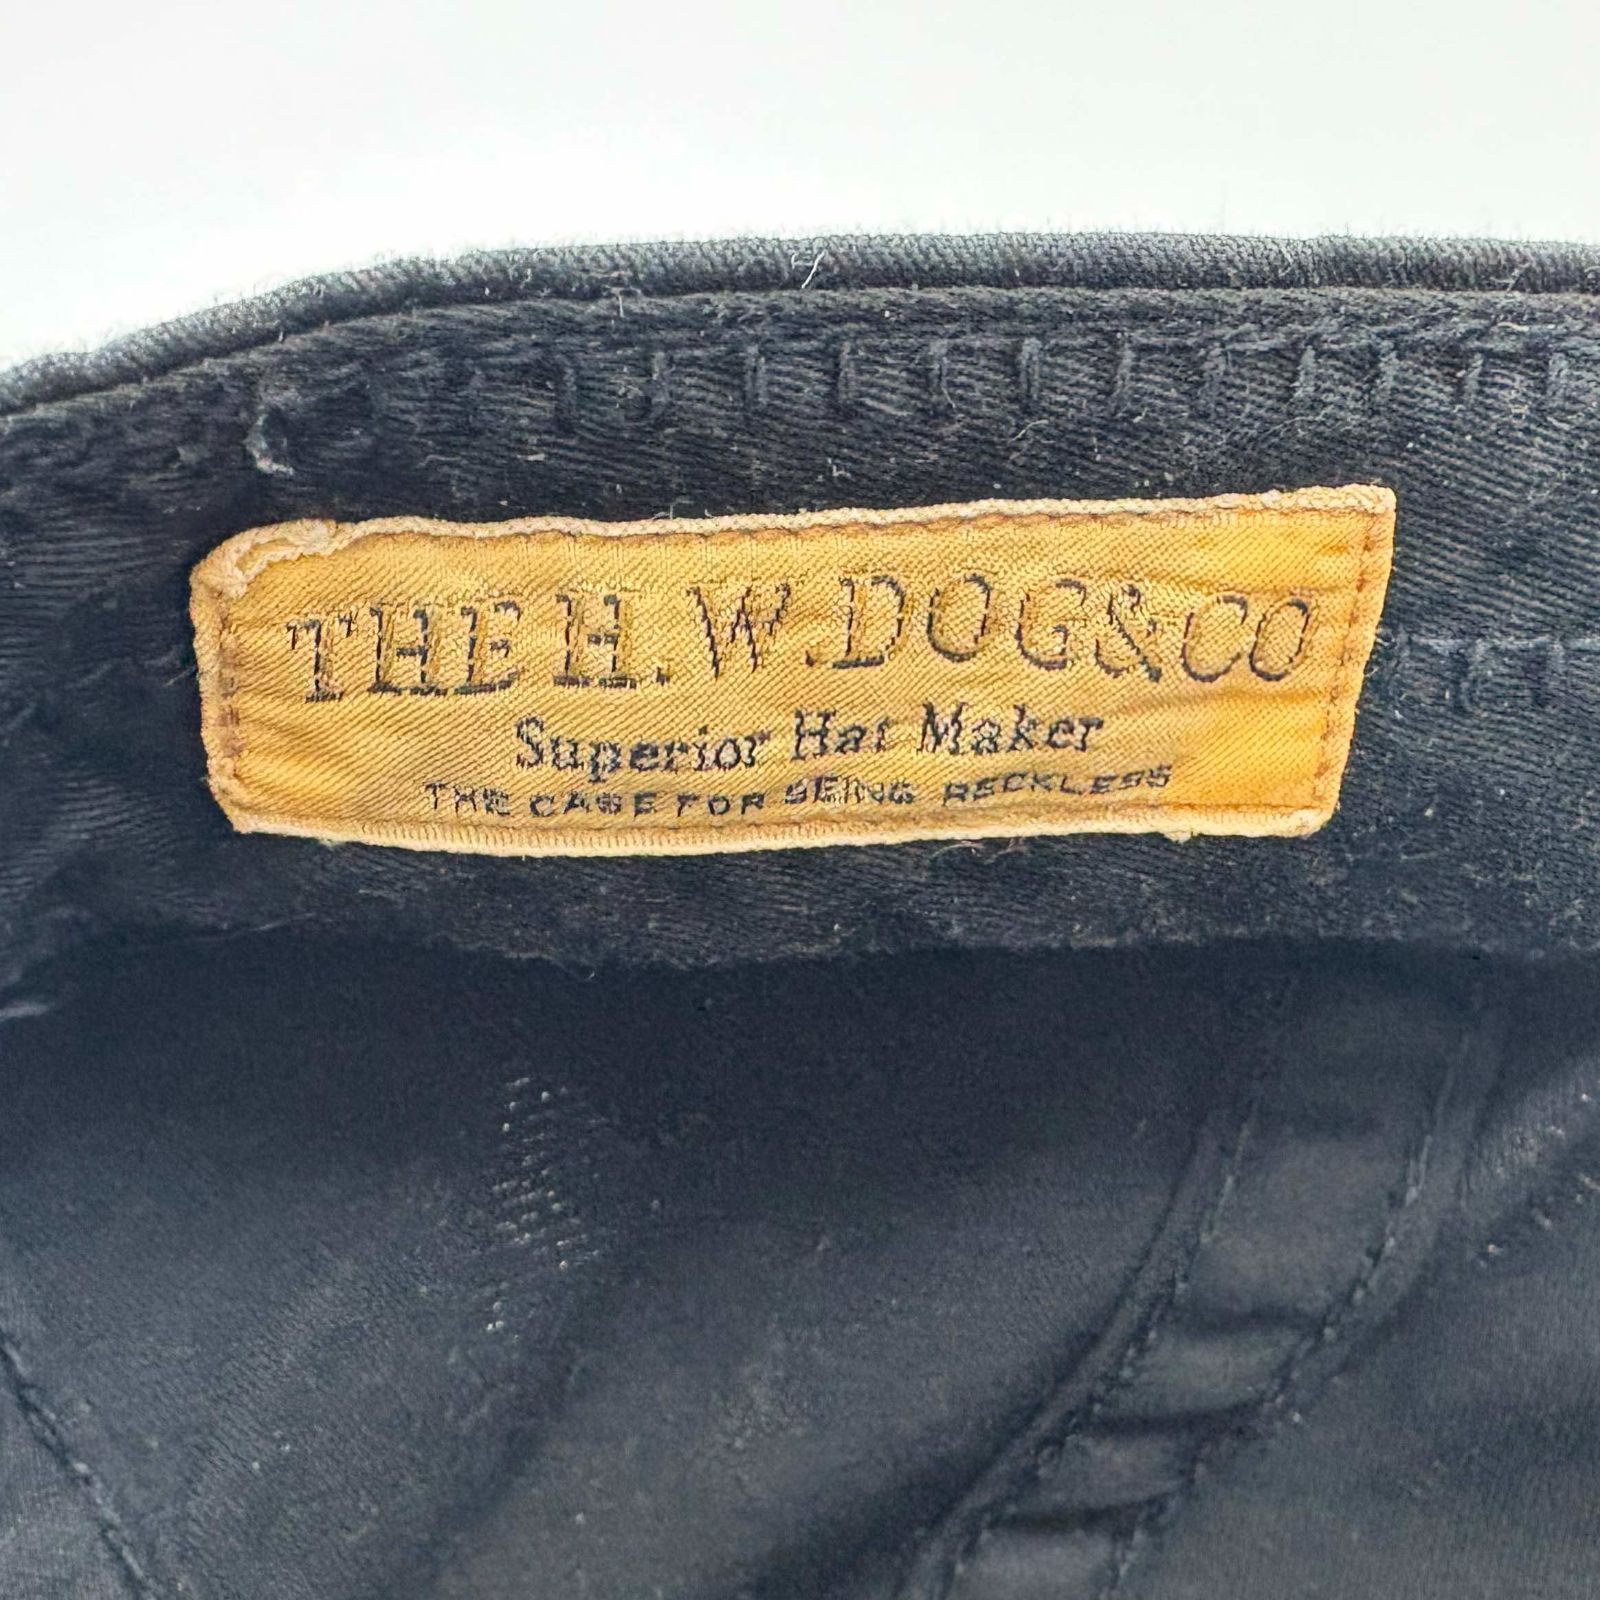 THE H.W.DOG&CO
Superior Hat Maker
THE CASE FOR BEING RECKLESS